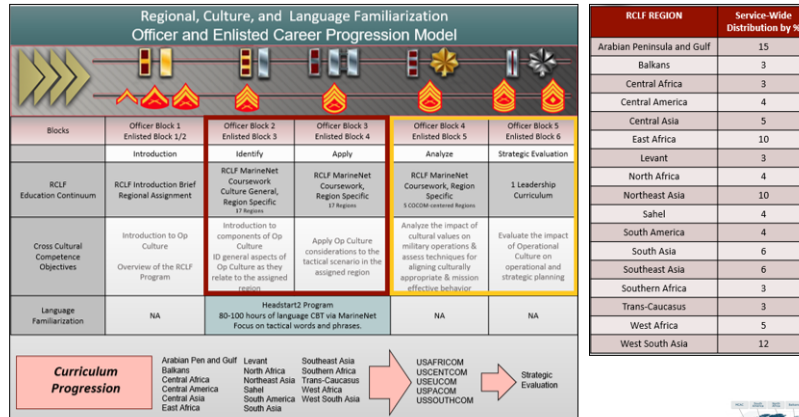 Regional, Culture, and Language Familiarization
Officer and Enlisted Career Progression Model
Blocks
Officer Block 1
Enlisted Block 1/2
Officer Block 2
Enlisted Block 3
Officer Block 3
Enlisted Block 4
Officer Block 4
Enlisted Block 5
Officer Block 5
Enlisted Block 6
Introduction
Identify
Apply
Analyze
Strategic Evaluation
RCLF
Education Continuum
RCLF Introduction Brief
Regional Assignment
RCLF MarineNet
Coursework
Culture General,
Region Specific
17 Regions
RCLF MarineNet
Coursework,
Region Specific
17 Regions
RCLF MarineNet
Coursework, Region
Specific
5 COCOM-centered Regions
1 Leadership
Curriculum
Cross Cultural
Competence
Objectives
Introduction to Op
Culture
Overview of the RCLF
Program
Introduction to
components of Op
Culture
ID general aspects of
Op Culture as they
relate to the assigned
region
Apply Op Culture
considerations to the
tactical scenario in the
assigned region
Analyze the impact of
cultural values on
military operations &
assess techniques for
aligning culturally
appropriate & mission
effective behavior
Evaluate the impact
of Operational
Culture on
operational and
strategic planning
Language
Familiarization
NA
Headstart2 Program
80-100 hours of language CBT via MarineNet
Focus on tactical words and phrases.
NA
NA
Curriculum
Progression
Arabian Pen and Gulf
Balkans
Central Africa
Central America
Central Asia
East Africa
Levant
North Africa
Northeast Asia
Sahel
South America
South Asia
Southeast Asia
Southern Africa
Trans-Caucasus
West Africa
West South Asia
USAFRICOM
USCENTCOM
USEUCOM
USPACOM
USSOUTHCOM
Strategic
Evaluation
RCLF REGION
Service-Wide
Distribution by %
Arabian Peninsula and Gulf 15
Balkans 3
Central Africa 3
Central America 4
Central Asia 5
East Africa 10
Levant 3
North Africa 4
Northeast Asia 10
Sahel 4
South America 4
South Asia 6
Southeast Asia 6
Southern Africa 3
Trans-Caucasus 3
West Africa 5
West South Asia 12